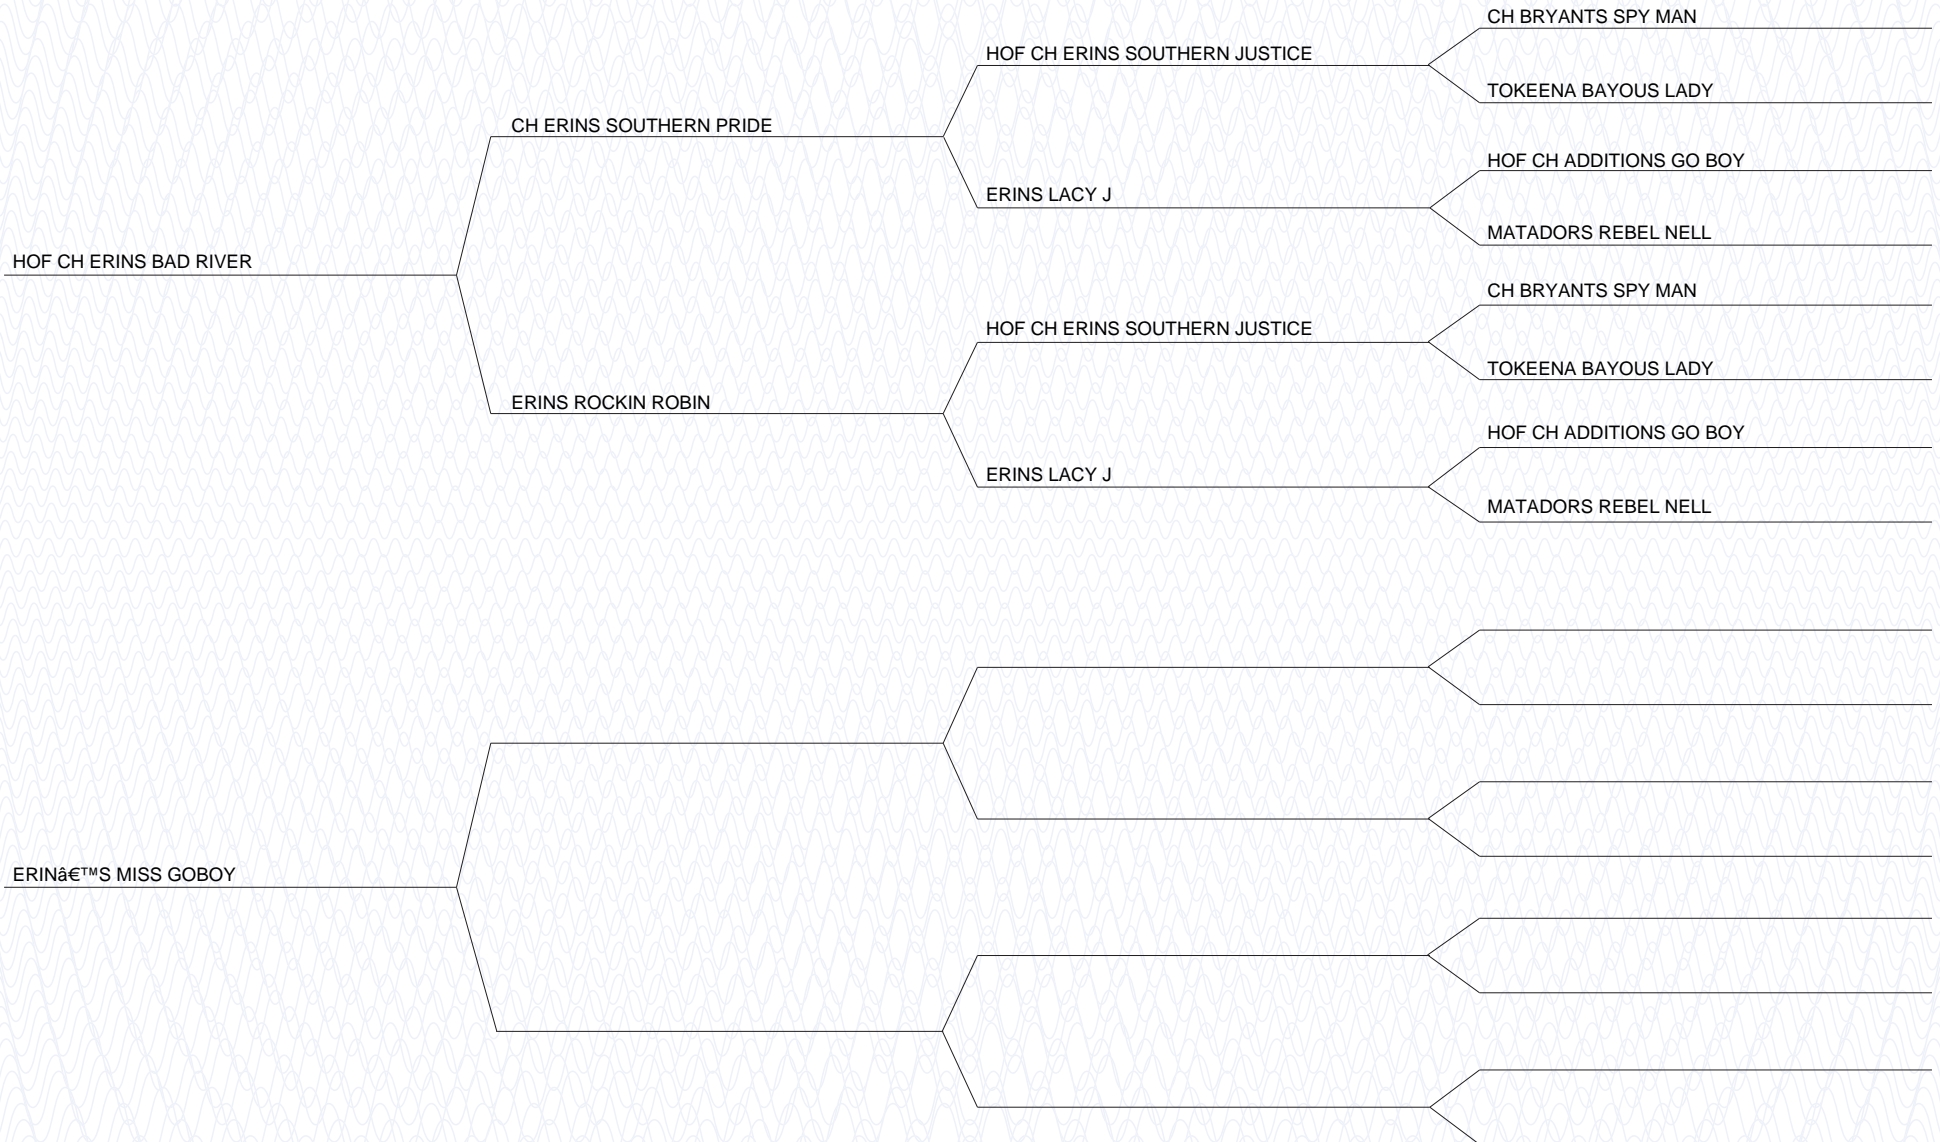 CH BRYANTS SPY MAN
HOF CH ERINS SOUTHERN JUSTICE
TOKEENA BAYOUS LADY
CH ERINS SOUTHERN PRIDE
HOF CH ADDITIONS GO BOY
ERINS LACY J
MATADORS REBEL NELL
HOF CH ERINS BAD RIVER
CH BRYANTS SPY MAN
HOF CH ERINS SOUTHERN JUSTICE
TOKEENA BAYOUS LADY
ERINS ROCKIN ROBIN
HOF CH ADDITIONS GO BOY
ERINS LACY J
MATADORS REBEL NELL
ERINâ€™S MISS GOBOY